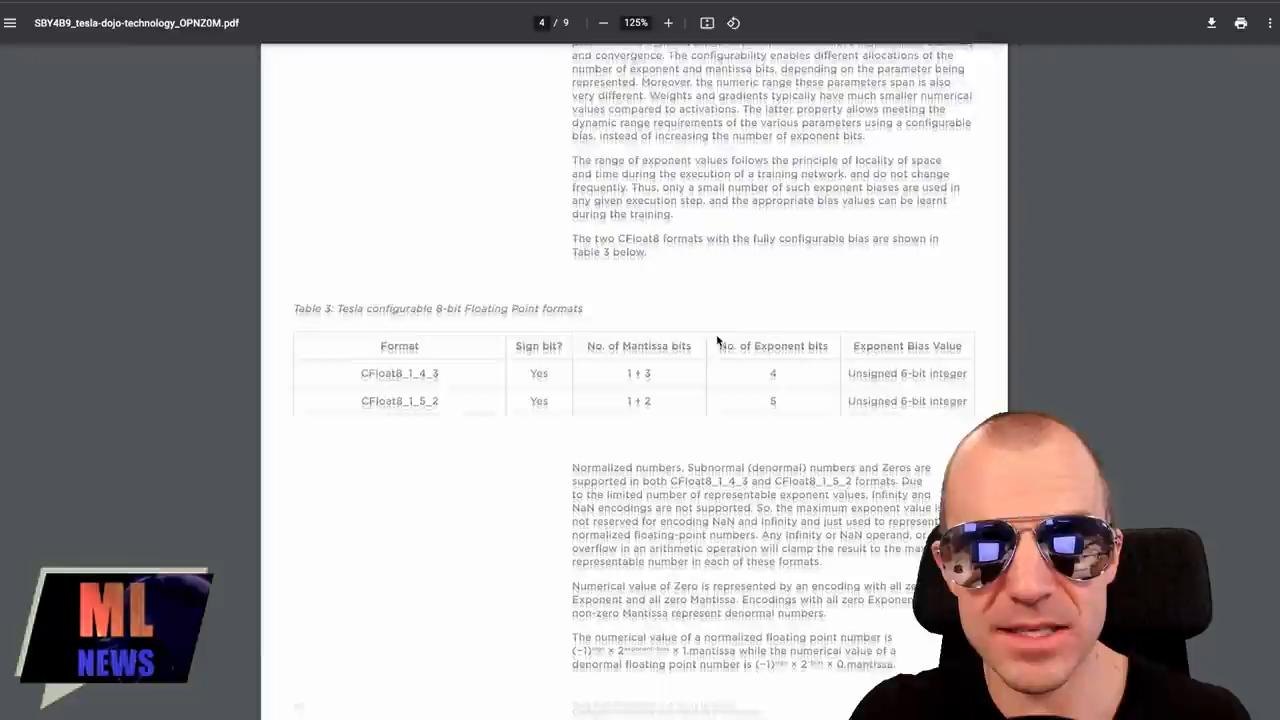 SBY4B9_tesla-dojo-technology_OPNZ0M.pdf
4 / 9
125%
and convergence. The configurability enables different allocations of the
number of exponent and mantissa bits, depending on the parameter being
represented. Moreover, the numeric range these parameters span is also
very different. Weights and gradients typically have much smaller numerical
values compared to activations. The latter property allows meeting the
dynamic range requirements of the various parameters using a configurable
bias, instead of increasing the number of exponent bits.
The range of exponent values follows the principle of locality of space
and time during the execution of a training network, and do not change
frequently. Thus, only a small number of such exponent biases are used in
any given execution step, and the appropriate bias values can be learnt
during the training.
The two CFloat8 formats with the fully configurable bias are shown in
Table 3 below.
Table 3: Tesla configurable 8-bit Floating Point formats
Format Sign bit? No. of Mantissa bits No. of Exponent bits Exponent Bias Value
CFloat8_1_4_3 Yes 1 + 3 4 Unsigned 6-bit integer
CFloat8_1_5_2 Yes 1 + 2 5 Unsigned 6-bit integer
Normalized numbers, Subnormal (denormal) numbers and Zeros are
supported in both CFloat8_1_4_3 and CFloat8_1_5_2 formats. Due
to the limited number of representable exponent values, Infinity and
NaN encodings are not supported. So, the maximum exponent value
not reserved for encoding NaN and Infinity and just used to represent
normalized floating-point numbers. Any Infinity or NaN operand, or
overflow in an arithmetic operation will clamp the result to the
representable number in each of these formats.
Numerical value of Zero is represented by an encoding with all
Exponent and all zero Mantissa. Encodings with all zero
non-zero Mantissa represent denormal numbers.
The numerical value of a normalized floating point number is
(-1)^sign × 2^exponent-bias × 1.mantissa while the numerical value of a
denormal floating point number is (-1)^sign × 2^-bias × 0.mantissa.
ML
NEWS